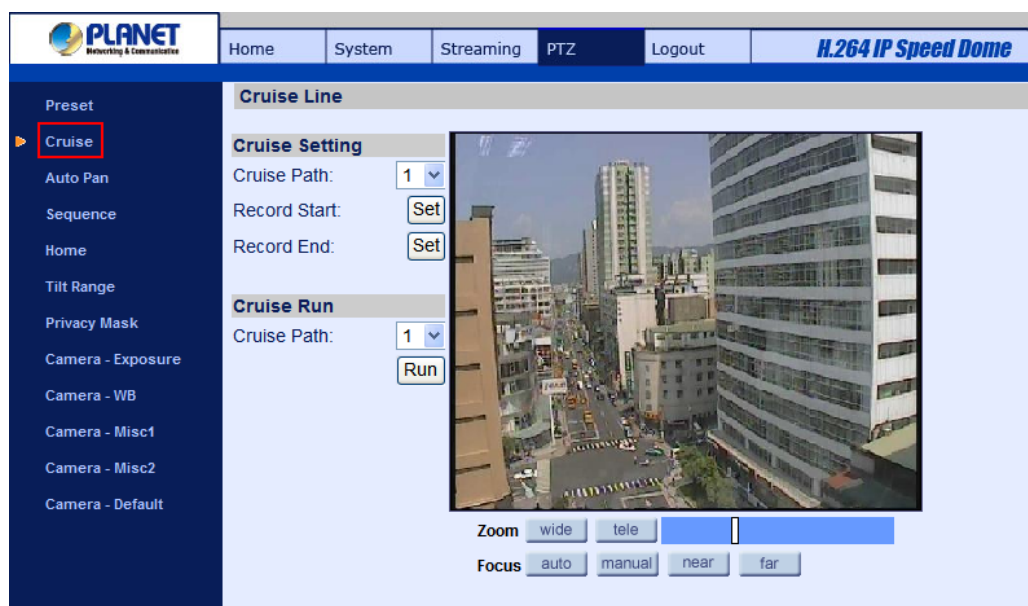 PLANET
Networking & Communication
Home System Streaming PTZ Logout H.264 IP Speed Dome
Preset
Cruise
Auto Pan
Sequence
Home
Tilt Range
Privacy Mask
Camera - Exposure
Camera - WB
Camera - Misc1
Camera - Misc2
Camera - Default
Cruise Line
Cruise Setting
Cruise Path: 1
Record Start: Set
Record End: Set
Cruise Run
Cruise Path: 1
Run
Zoom wide tele
Focus auto manual near far